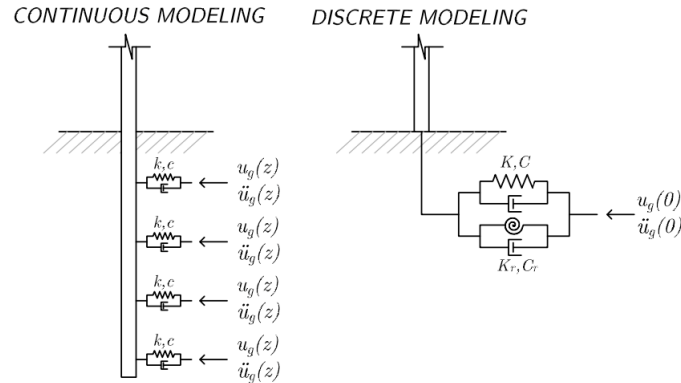 CONTINUOUS MODELING
k,c
u_g(z)
ü_g(z)
k,c
u_g(z)
ü_g(z)
k,c
u_g(z)
ü_g(z)
k,c
u_g(z)
ü_g(z)
DISCRETE MODELING
K,C
K_r,C_r
u_g(0)
ü_g(0)